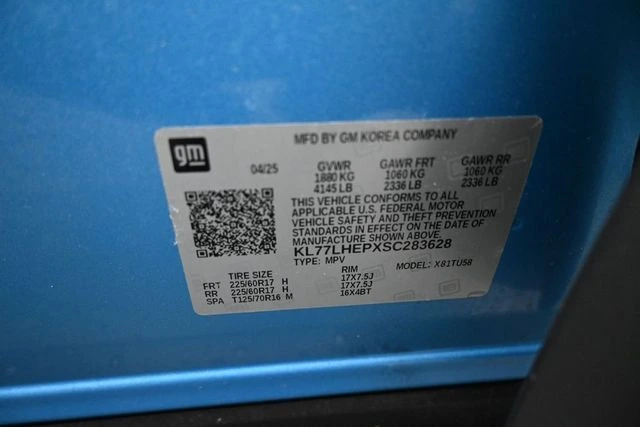 gm
MFD BY GM KOREA COMPANY
04/25 GVWR GAWR FRT GAWR RR
1880 KG 1060 KG 1060 KG
4145 LB 2336 LB 2336 LB
THIS VEHICLE CONFORMS TO ALL
APPLICABLE U.S. FEDERAL MOTOR
VEHICLE SAFETY AND THEFT PREVENTION
STANDARDS IN EFFECT ON THE DATE OF
MANUFACTURE SHOWN ABOVE.
KL77LHEPXSC283628
TYPE: MPV MODEL: X81TU58
TIRE SIZE RIM
FRT 225/60R17 H 17X7.5J
RR 225/60R17 H 17X7.5J
SPA T125/70R16 M 16X4BT